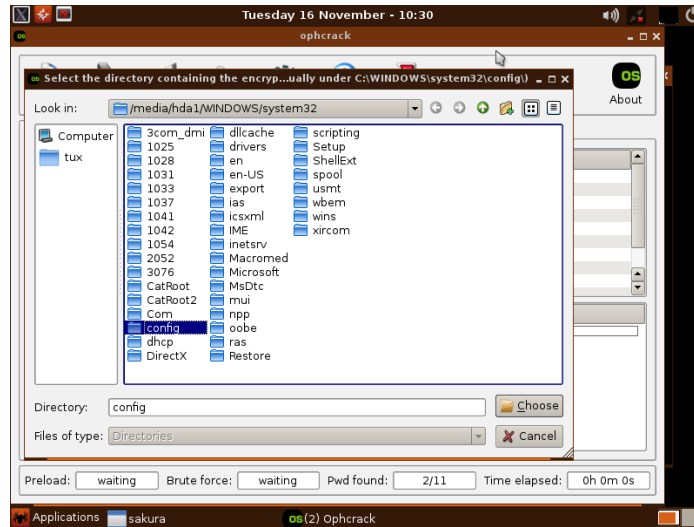 Tuesday 16 November - 10:30
ophcrack
Select the directory containing the encryp...ually under C:\WINDOWS\system32\config\)
os
About
Look in: /media/hda1/WINDOWS/system32
Computer
tux
3com_dmi
1025
1028
1031
1033
1037
1041
1042
1054
2052
3076
CatRoot
CatRoot2
Com
config
dhcp
DirectX
dllcache
drivers
en
en-US
export
ias
icsxml
IME
inetsrv
Macromed
Microsoft
MsDtc
mui
npp
oobe
ras
Restore
scripting
Setup
ShellExt
spool
usmt
wbem
wins
xircom
Directory: config Choose
Files of type: Directories Cancel
Preload: waiting Brute force: waiting Pwd found: 2/11 Time elapsed: 0h 0m 0s
Applications sakura os (2) Ophcrack